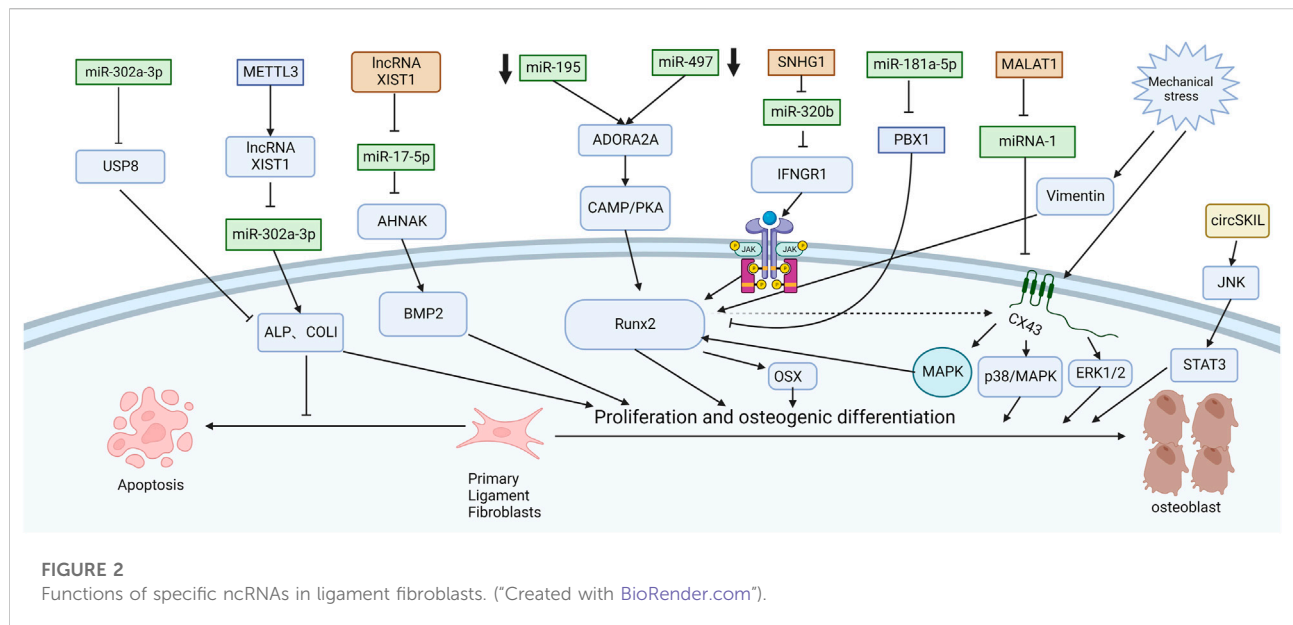 miR-302a-3p
METTL3
lncRNA
XIST1
miR-195
miR-497
SNHG1
miR-181a-5p
MALAT1
Mechanical
stress
USP8
lncRNA
XIST1
miR-17-5p
ADORA2A
miR-320b
PBX1
miRNA-1
miR-302a-3p
AHNAK
CAMP/PKA
IFNGR1
Vimentin
circSKIL
P
JAK
JAK
P
P
P
P
P
JNK
ALP、COLI
BMP2
Runx2
CX43
STAT3
OSX
MAPK
p38/MAPK
ERK1/2
Proliferation and osteogenic differentiation
Apoptosis
Primary
Ligament
Fibroblasts
osteoblast
FIGURE 2
Functions of specific ncRNAs in ligament fibroblasts. (“Created with BioRender.com”).